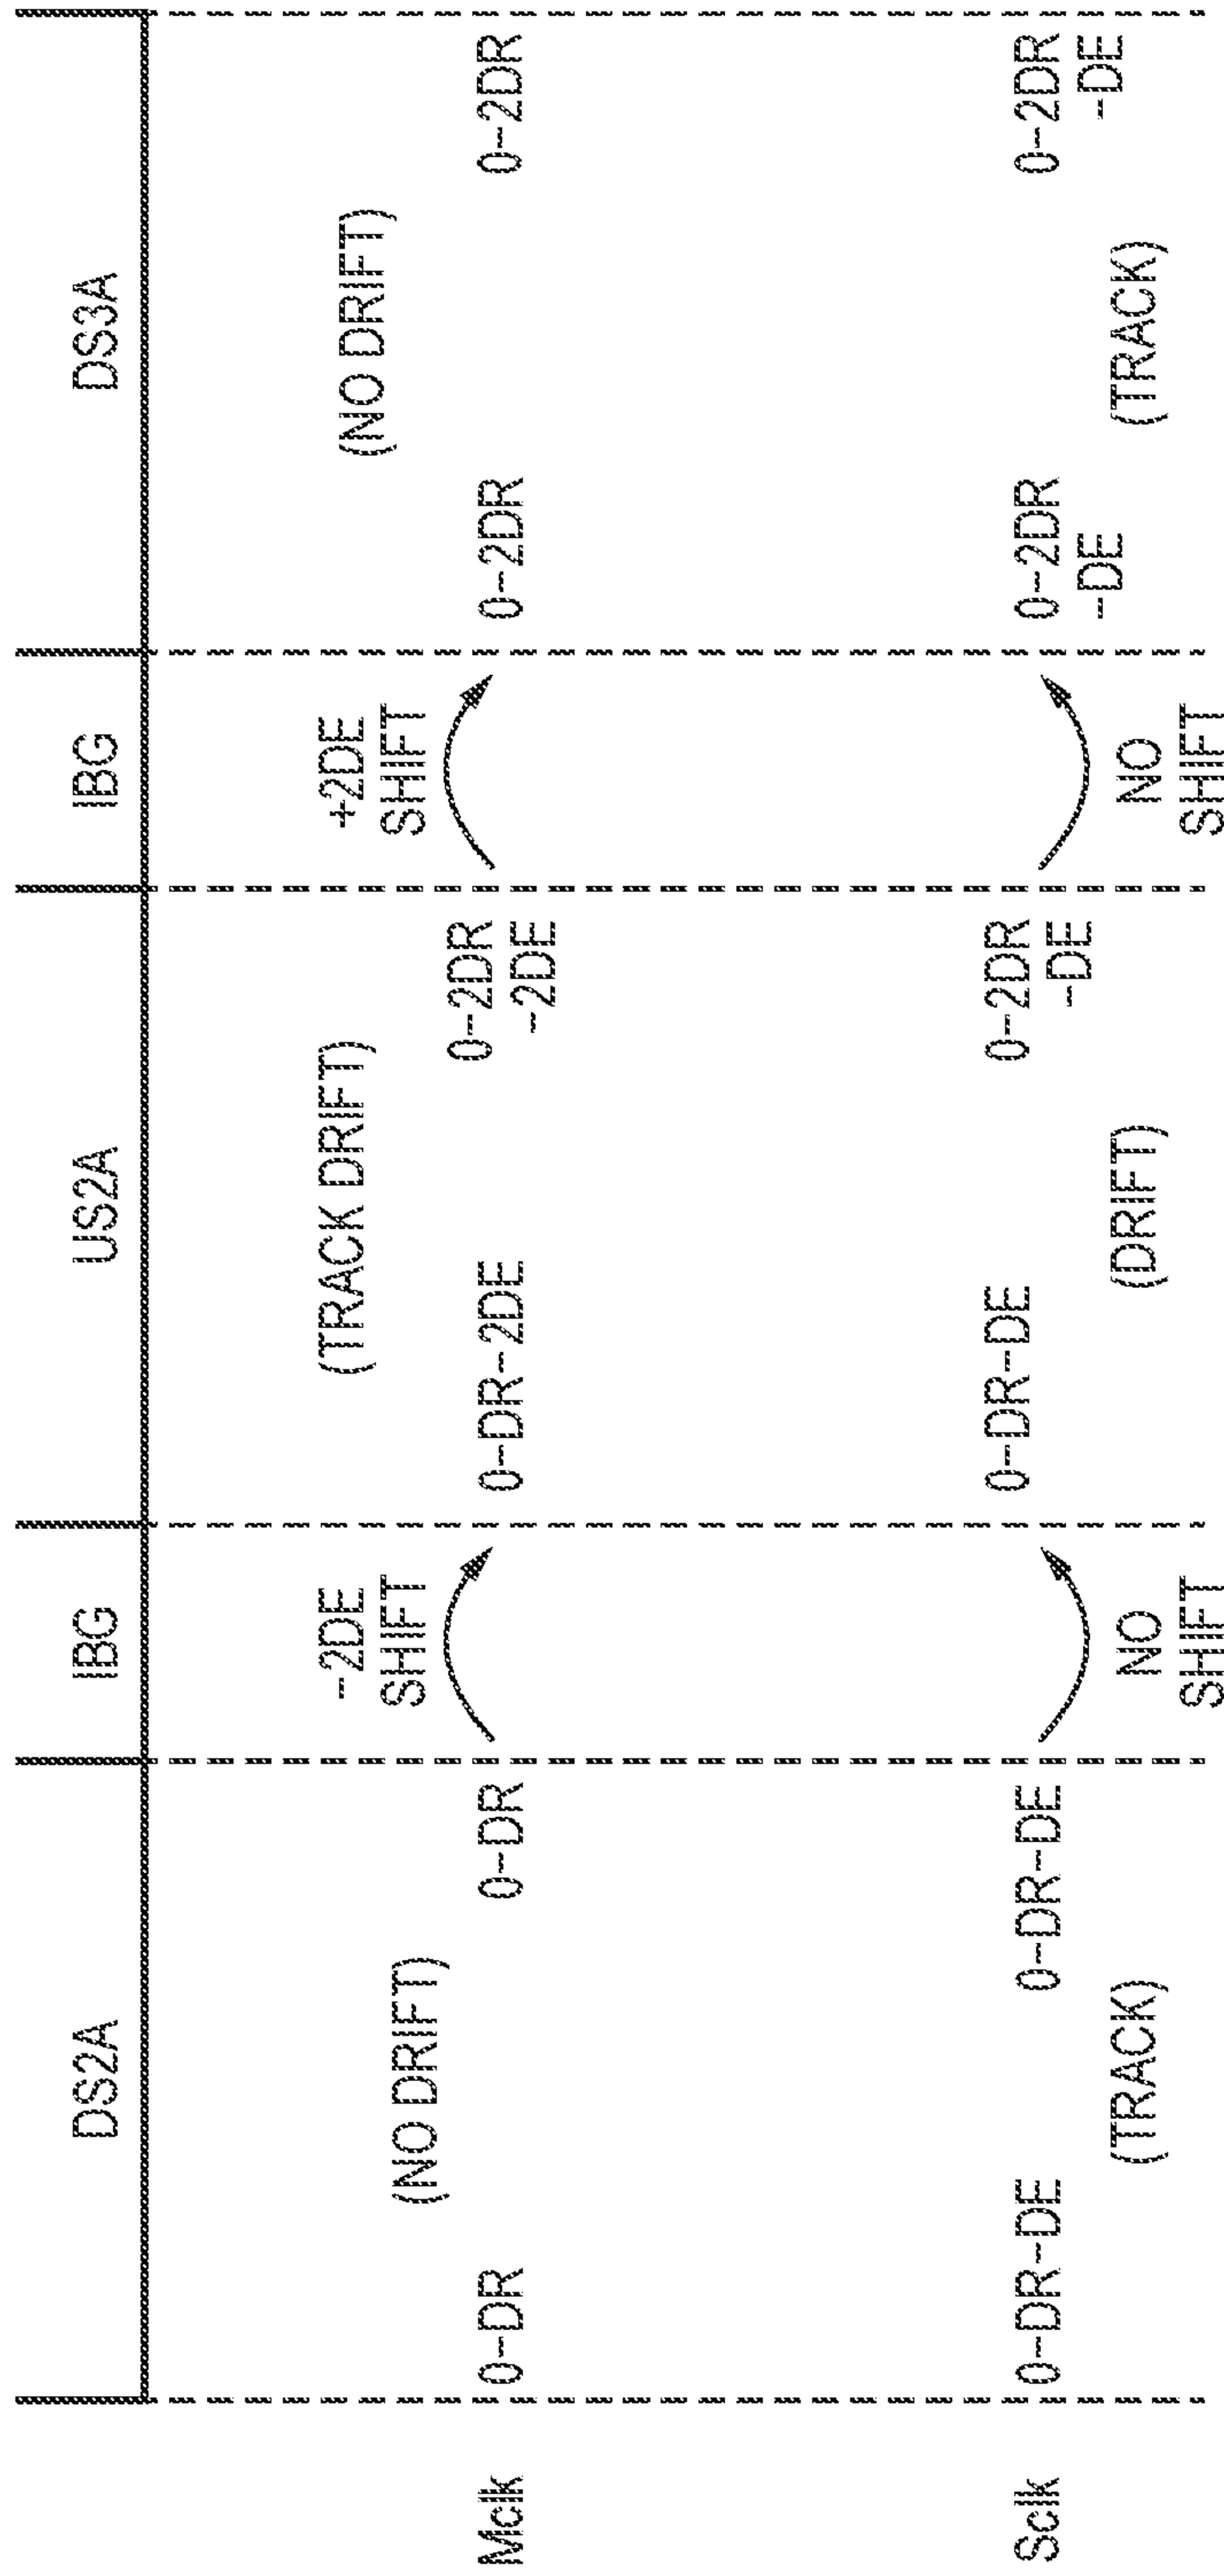 DS2A IBG US2A IBG DS3A
-2DE
SHIFT
(TRACK DRIFT)
+2DE
SHIFT
(NO DRIFT)
(NO DRIFT)
Mclk 0-DR 0-DR 0-DR-2DE 0-2DR
-2DE
0-2DR 0-2DR
Sclk 0-DR-DE 0-DR-DE 0-DR-DE 0-2DR
-DE
0-2DR
-DE
0-2DR
-DE
(TRACK)
NO
SHIFT
(DRIFT)
NO
SHIFT
(TRACK)